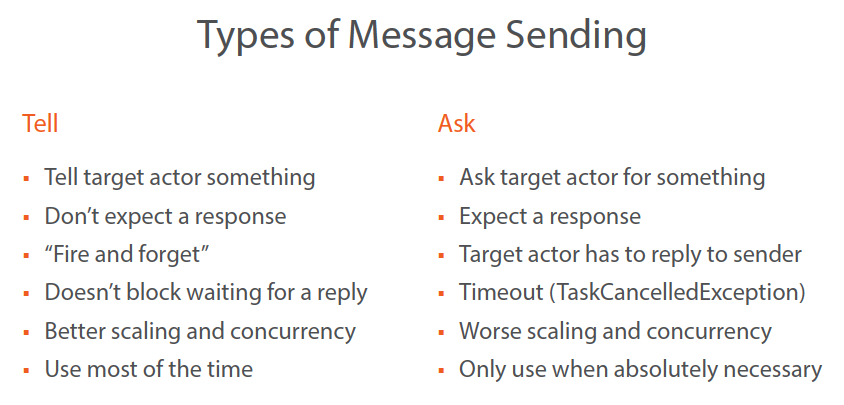 Types of Message Sending
Tell
▪ Tell target actor something
▪ Don’t expect a response
▪ “Fire and forget”
▪ Doesn’t block waiting for a reply
▪ Better scaling and concurrency
▪ Use most of the time
Ask
▪ Ask target actor for something
▪ Expect a response
▪ Target actor has to reply to sender
▪ Timeout (TaskCancelledException)
▪ Worse scaling and concurrency
▪ Only use when absolutely necessary